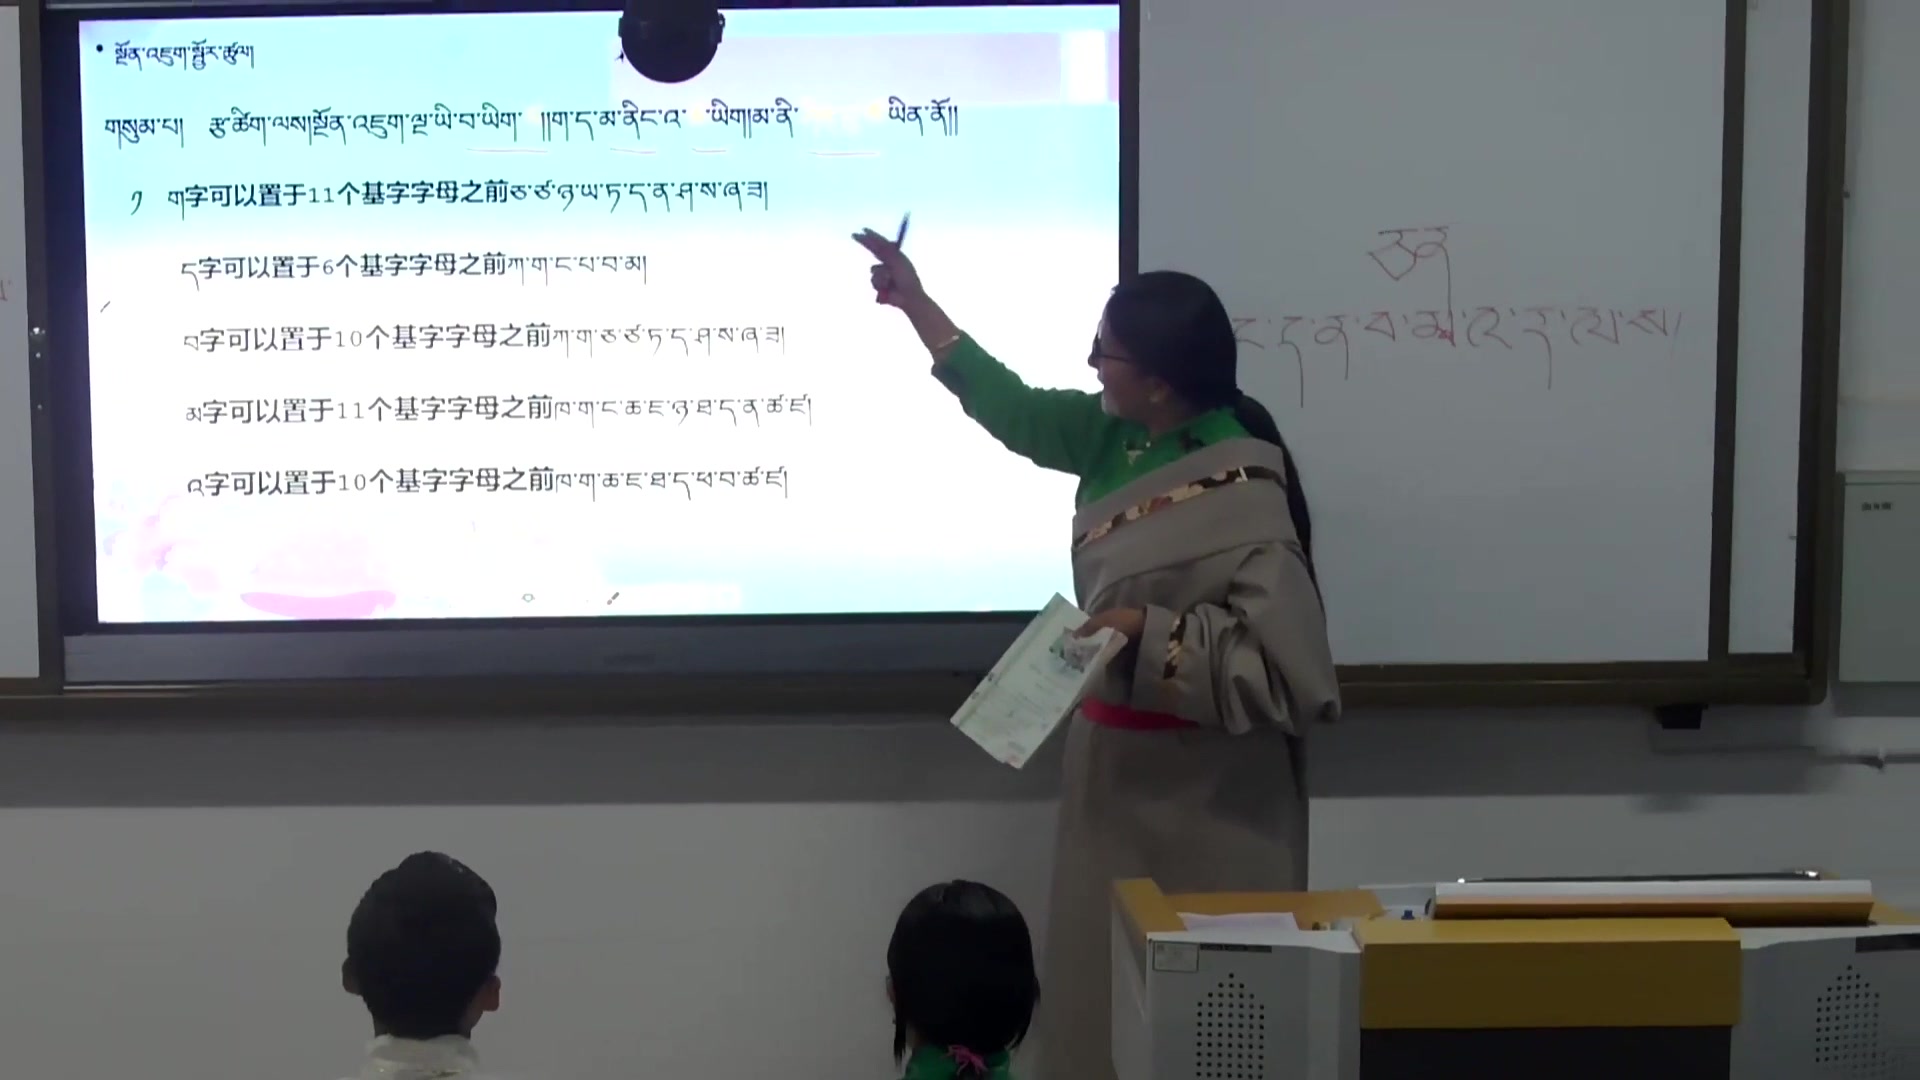 • སྔོན་འཇུག་སྦྱོར་ཚུལ།
གསུམ་པ། རྩ་ཚིག་ལས།སྔོན་འཇུག་ལྔ་ཡི་བ་ཡིག་ །།ག་ད་མ་ནིང་འ་ ་ཡིག།མ་ནི་ ཡིན་ནོ།།
༡ ག字可以置于11个基字字母之前ཅ་ཙ་ཉ་ཡ་ཏ་ད་ན་ཤ་ས་ཞ་ཟ།
ད字可以置于6个基字字母之前ཀ་ག་ང་པ་བ་མ།
བ字可以置于10个基字字母之前ཀ་ག་ཅ་ཙ་ཏ་ད་ཤ་ས་ཞ་ཟ།
མ字可以置于11个基字字母之前ཁ་ག་ང་ཆ་ཇ་ཉ་ཐ་ད་ན་ཚ་ཛ།
འ字可以置于10个基字字母之前ཁ་ག་ཆ་ཇ་ཐ་ད་ཕ་བ་ཚ་ཛ།
ང་ད་ན་བ་མ་འ་ར་ལ་ས།